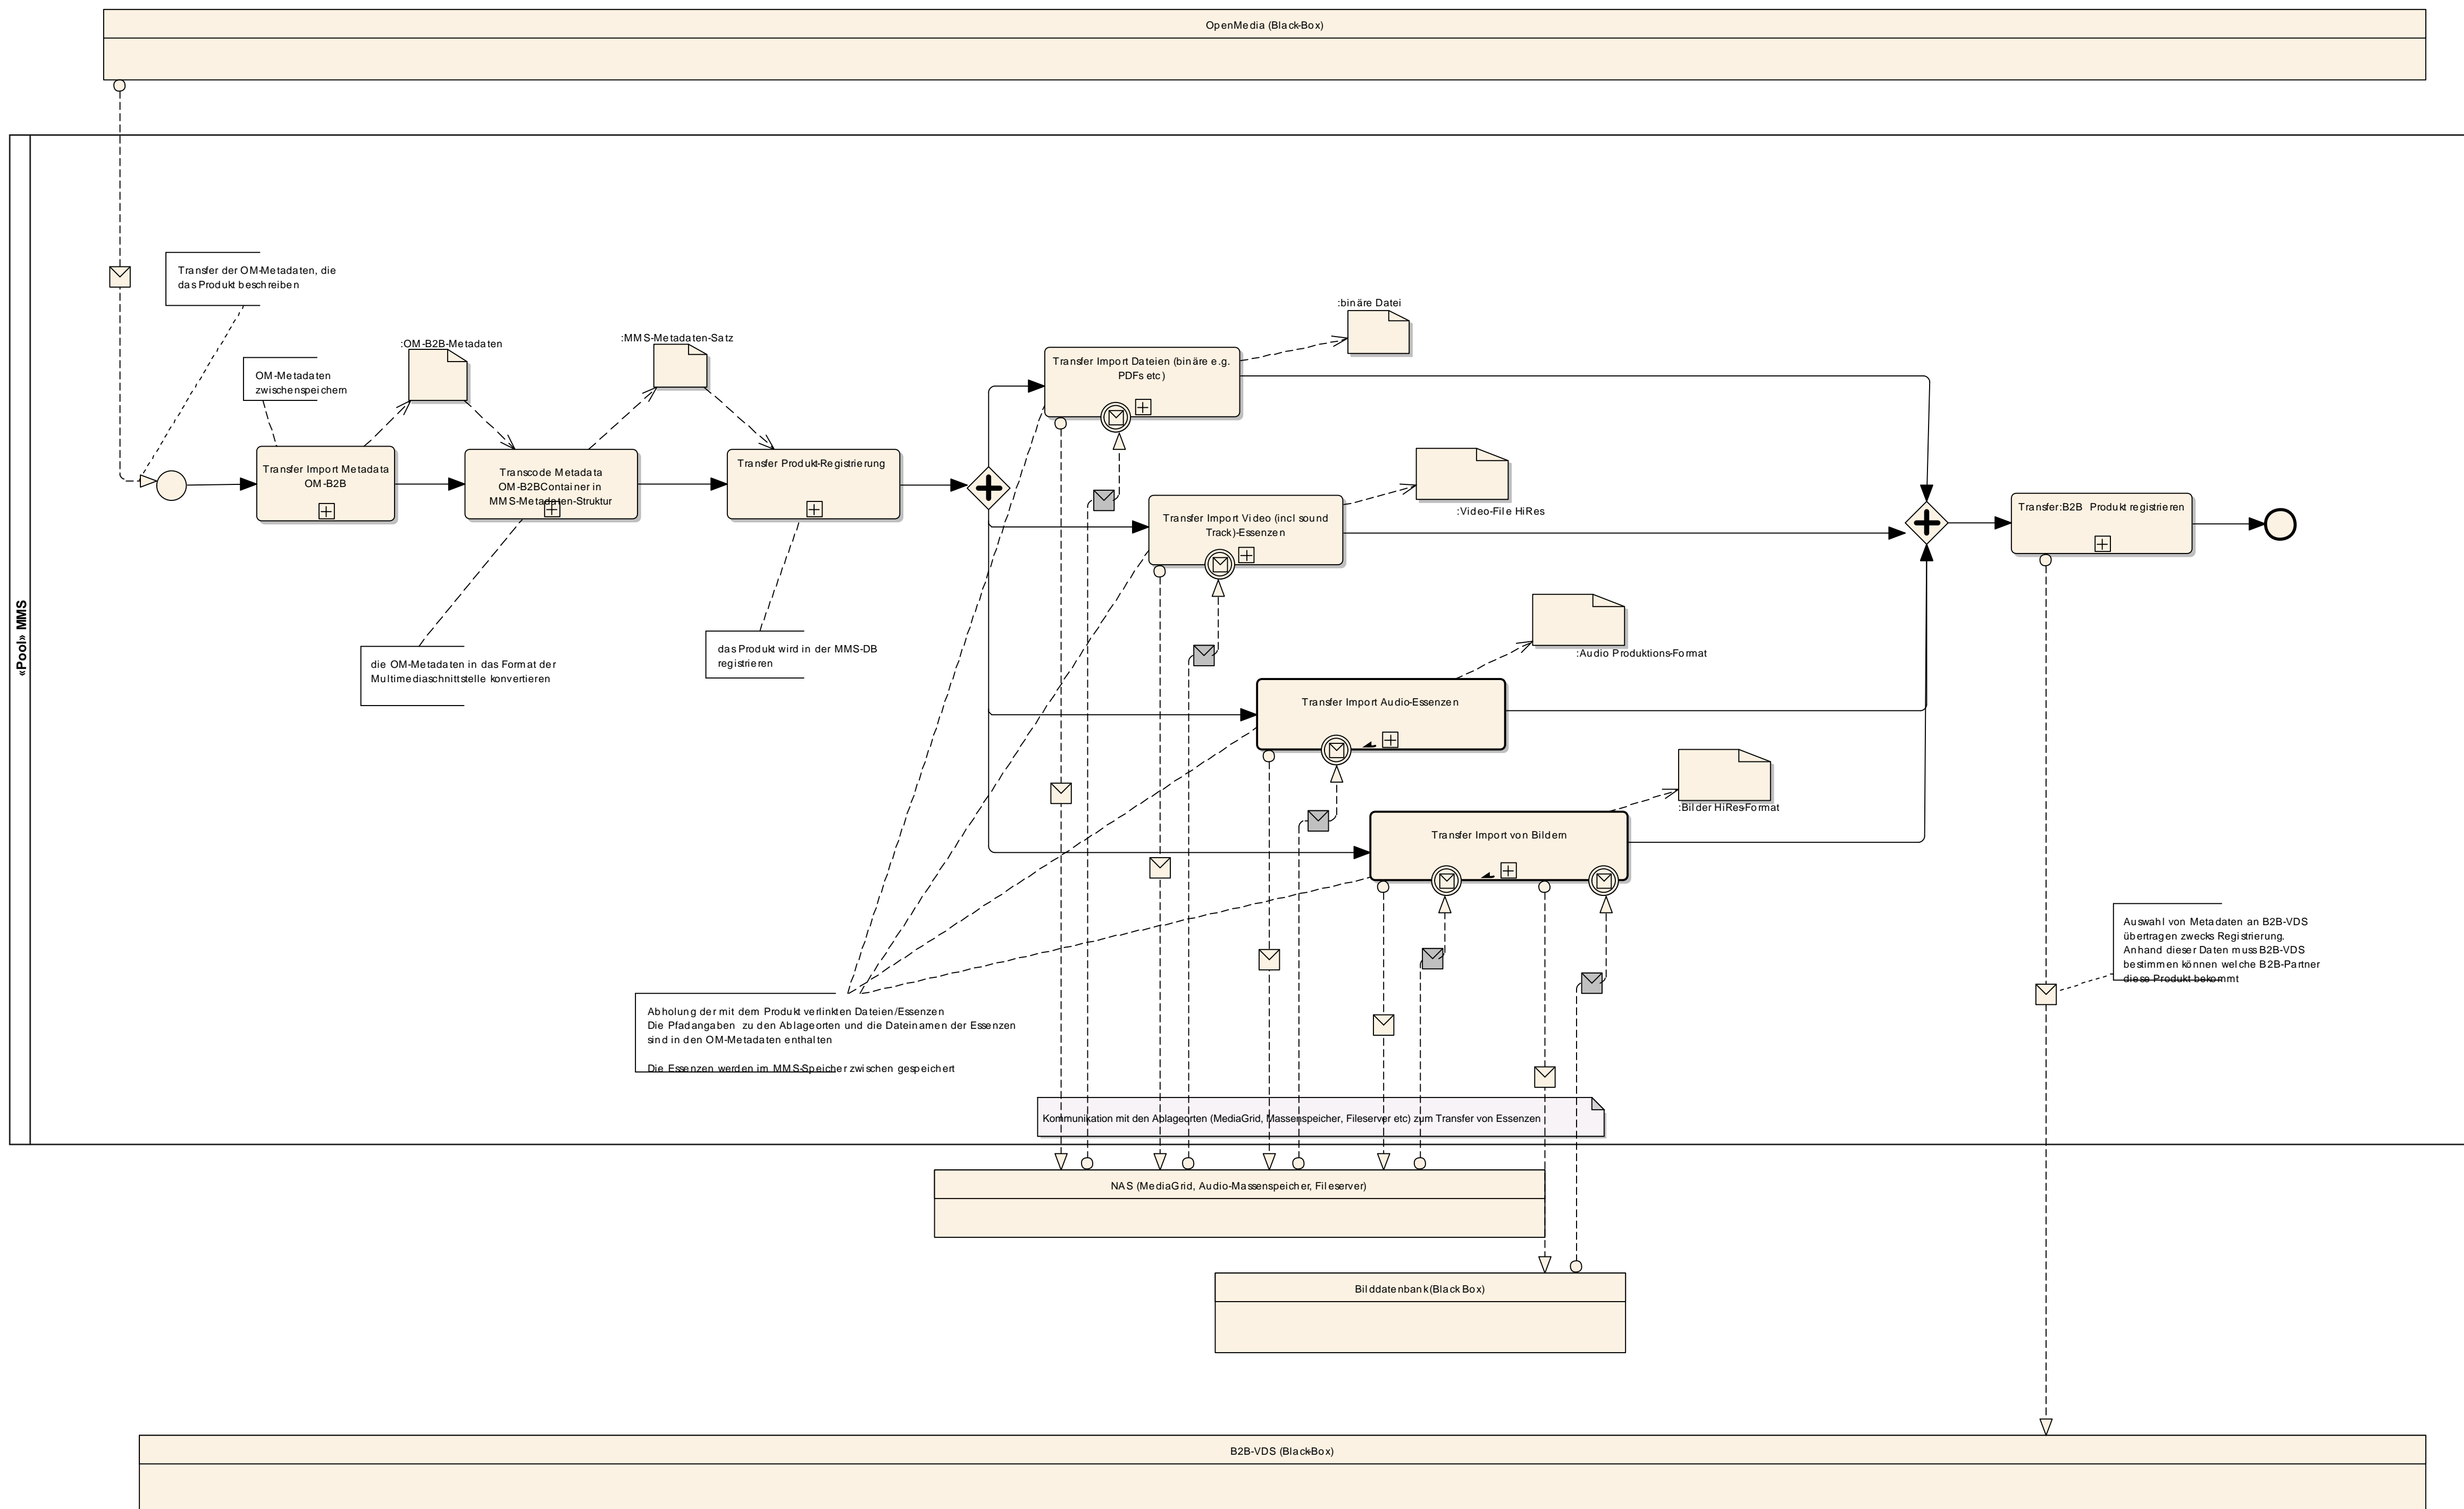 OpenMedia (Black-Box)
«Pool» MMS
Transfer der OM-Metadaten, die
das Produkt beschreiben
OM-Metadaten
zwischenspeichern
:OM-B2B-Metadaten
:MMS-Metadaten-Satz
Transfer Import Metadata
OM-B2B
Transcode Metadata
OM-B2BContainer in
MMS-Metadaten-Struktur
Transfer Produkt-Registrierung
die OM-Metadaten in das Format der
Multimediaschnittstelle konvertieren
das Produkt wird in der MMS-DB
registrieren
:binäre Datei
Transfer Import Dateien (binäre e.g.
PDFs etc)
Transfer Import Video (incl sound
Track)-Essenzen
:Video-File HiRes
:Audio Produktions-Format
Transfer Import Audio-Essenzen
:Bilder HiRes-Format
Transfer Import von Bildern
Transfer:B2B Produkt registrieren
Auswahl von Metadaten an B2B-VDS
übertragen zwecks Registrierung.
Anhand dieser Daten muss B2B-VDS
bestimmen können welche B2B-Partner
diese Produkt bekommt
Abholung der mit dem Produkt verlinkten Dateien/Essenzen
Die Pfadangaben zu den Ablageorten und die Dateinamen der Essenzen
sind in den OM-Metadaten enthalten
Die Essenzen werden im MMS-Speicher zwischen gespeichert
Kommunikation mit den Ablageorten (MediaGrid, Massenspeicher, Fileserver etc) zum Transfer von Essenzen
NAS (MediaGrid, Audio-Massenspeicher, Fileserver)
Bilddatenbank(Black Box)
B2B-VDS (Black-Box)